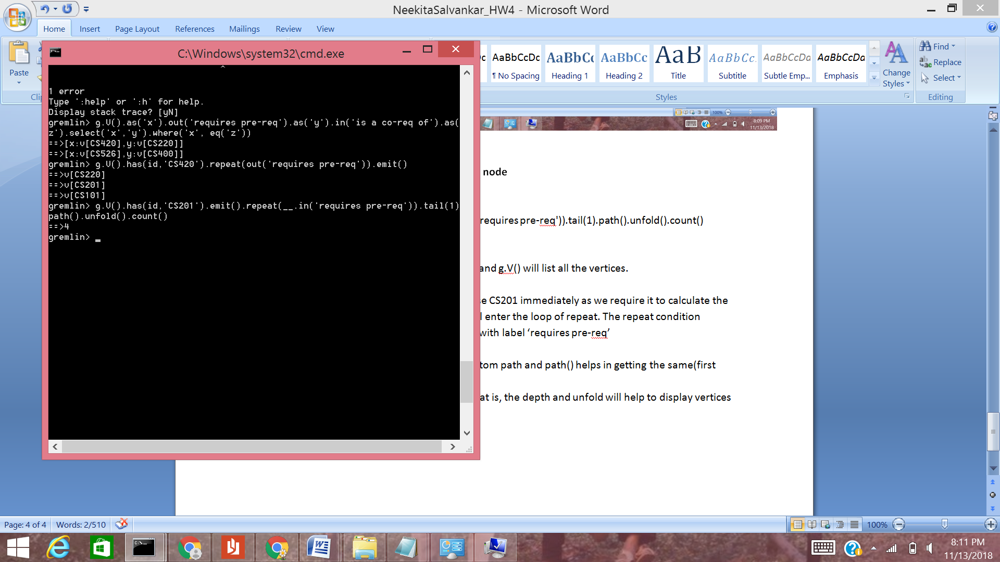 NeekitaSalvankar_HW4 - Microsoft Word
Home Insert Page Layout References Mailings Review View
Paste
AaBbCcDc AaBbCc AaB AaBbCc. AaBbCcDa AaBbCcDa
¶ No Spacing Heading 1 Heading 2 Title Subtitle Subtle Emp... Emphasis
Change Styles
Styles
Find
Replace
Select
Editing
C:\Windows\system32\cmd.exe
1 error
Type ':help' or ':h' for help.
Display stack trace? [yN]
gremlin> g.V().as('x').out('requires pre-req').as('y').in('is a co-req of').as(
z').select('x','y').where('x', eq('z'))
==>[x:v[CS420],y:v[CS220]]
==>[x:v[CS526],y:v[CS400]]
gremlin> g.V().has(id,'CS420').repeat(out('requires pre-req')).emit()
==>v[CS220]
==>v[CS201]
==>v[CS101]
gremlin> g.V().has(id,'CS201').emit().repeat(__.in('requires pre-req')).tail(1)
path().unfold().count()
==>4
gremlin> _
100%
8:09 PM
11/13/2018
node
requires pre-req')).tail(1).path().unfold().count()
and g.V() will list all the vertices.
se CS201 immediately as we require it to calculate the
l enter the loop of repeat. The repeat condition
with label ‘requires pre-req’
tom path and path() helps in getting the same(first
at is, the depth and unfold will help to display vertices
Page: 4 of 4 Words: 2/510 100%
8:11 PM
11/13/2018